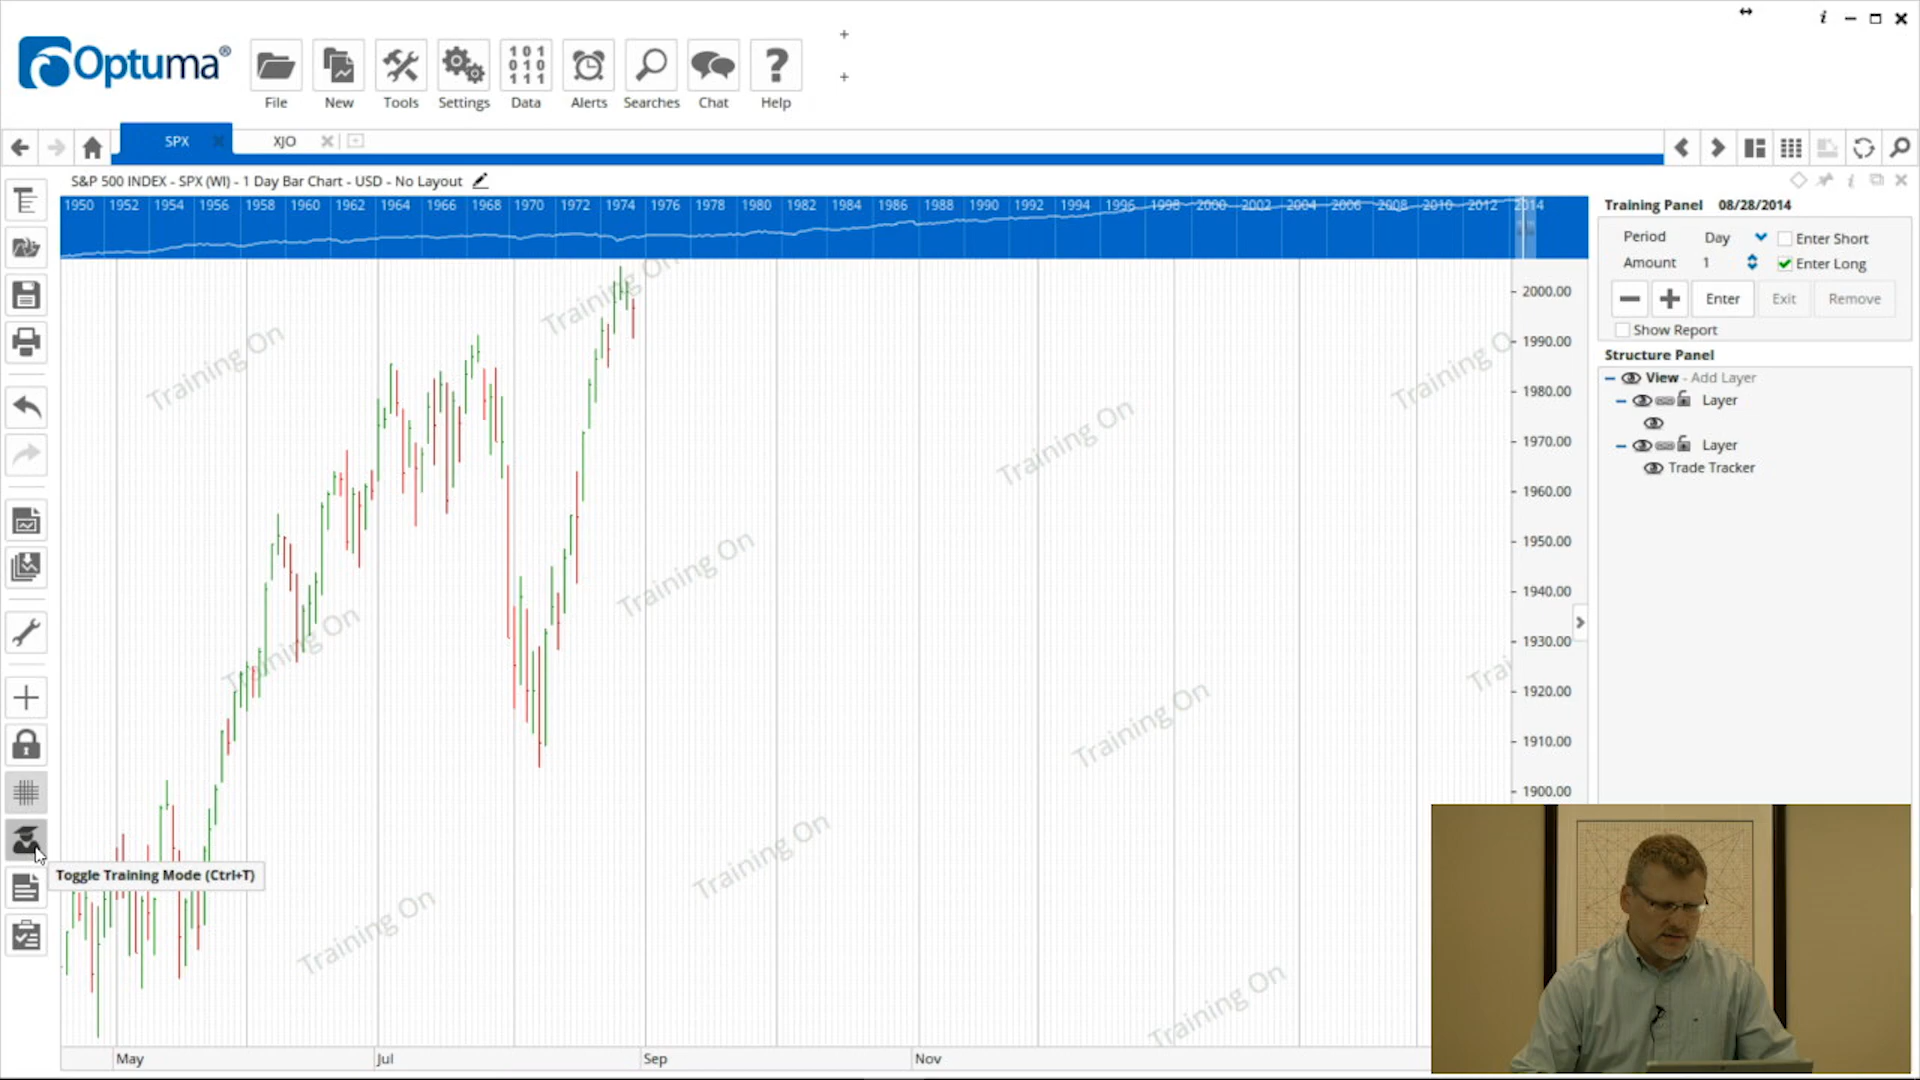 Optuma®
File New Tools Settings Data Alerts Searches Chat Help
SPX XJO
S&P 500 INDEX - SPX (WI) - 1 Day Bar Chart - USD - No Layout
1950 1952 1954 1956 1958 1960 1962 1964 1966 1968 1970 1972 1974 1976 1978 1980 1982 1984 1986 1988 1990 1992 1994 1996 1998 2000 2002 2004 2006 2008 2010 2012 2014
Training Panel 08/28/2014
Period Day Enter Short
Amount 1 Enter Long
Enter Exit Remove
Show Report
Structure Panel
View - Add Layer
Layer
Layer
Trade Tracker
2000.00
1990.00
1980.00
1970.00
1960.00
1950.00
1940.00
1930.00
1920.00
1910.00
1900.00
Training On
Training On
Training O
Training On
Training On
Training On
Trai
Training On
Training On
Training On
Training On
Toggle Training Mode (Ctrl+T)
May Jul Sep Nov